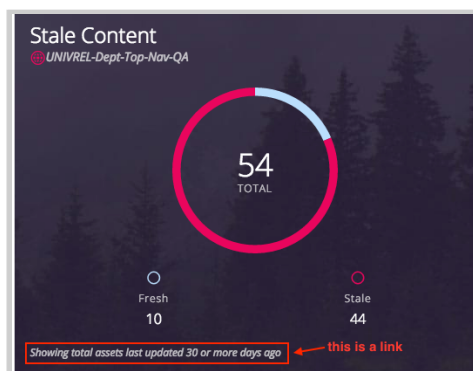 Stale Content
UNIVREL-Dept-Top-Nav-QA
54
TOTAL
Fresh
Stale
10
44
Showing total assets last updated 30 or more days ago
this is a link